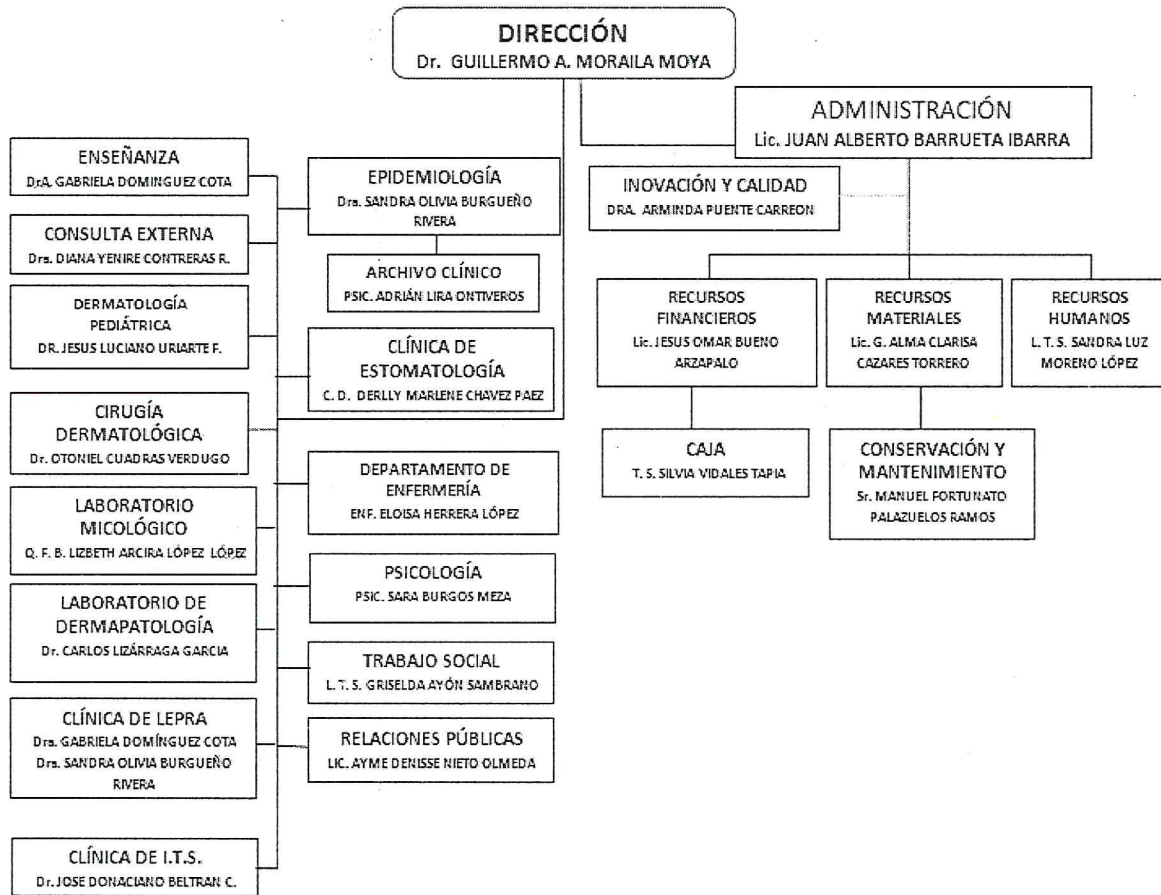 DIRECCIÓN
Dr. GUILLERMO A. MORAILA MOYA
ADMINISTRACIÓN
Lic. JUAN ALBERTO BARRUETA IBARRA
INOVACIÓN Y CALIDAD
DRA. ARMINDA PUENTE CARREON
RECURSOS
FINANCIEROS
Lic. JESUS OMAR BUENO
ARZAPALO
RECURSOS
MATERIALES
Lic. G. ALMA CLARISA
CAZARES TORRERO
RECURSOS
HUMANOS
L. T. S. SANDRA LUZ
MORENO LÓPEZ
CAJA
T. S. SILVIA VIDALES TAPIA
CONSERVACIÓN Y
MANTENIMIENTO
Sr. MANUEL FORTUNATO
PALAZUELOS RAMOS
ENSEÑANZA
DrA. GABRIELA DOMINGUEZ COTA
CONSULTA EXTERNA
Dra. DIANA YENIRE CONTRERAS R.
DERMATOLOGÍA
PEDIÁTRICA
DR. JESUS LUCIANO URIARTE F.
CIRUGÍA
DERMATOLÓGICA
Dr. OTONIEL CUADRAS VERDUGO
LABORATORIO
MICOLÓGICO
Q. F. B. LIZBETH ARCIRA LÓPEZ LÓPEZ
LABORATORIO DE
DERMAPATOLOGÍA
Dr. CARLOS LIZÁRRAGA GARCIA
CLÍNICA DE LEPRA
Dra. GABRIELA DOMÍNGUEZ COTA
Dra. SANDRA OLIVIA BURGUEÑO
RIVERA
CLÍNICA DE I.T.S.
Dr. JOSE DONACIANO BELTRAN C.
EPIDEMIOLOGÍA
Dra. SANDRA OLIVIA BURGUEÑO
RIVERA
ARCHIVO CLÍNICO
PSIC. ADRIÁN LIRA ONTIVEROS
CLÍNICA DE
ESTOMATOLOGÍA
C. D. DERLLY MARLENE CHAVEZ PAEZ
DEPARTAMENTO DE
ENFERMERÍA
ENF. ELOISA HERRERA LÓPEZ
PSICOLOGÍA
PSIC. SARA BURGOS MEZA
TRABAJO SOCIAL
L. T. S. GRISELDA AYÓN SAMBRANO
RELACIONES PÚBLICAS
LIC. AYME DENISSE NIETO OLMEDA